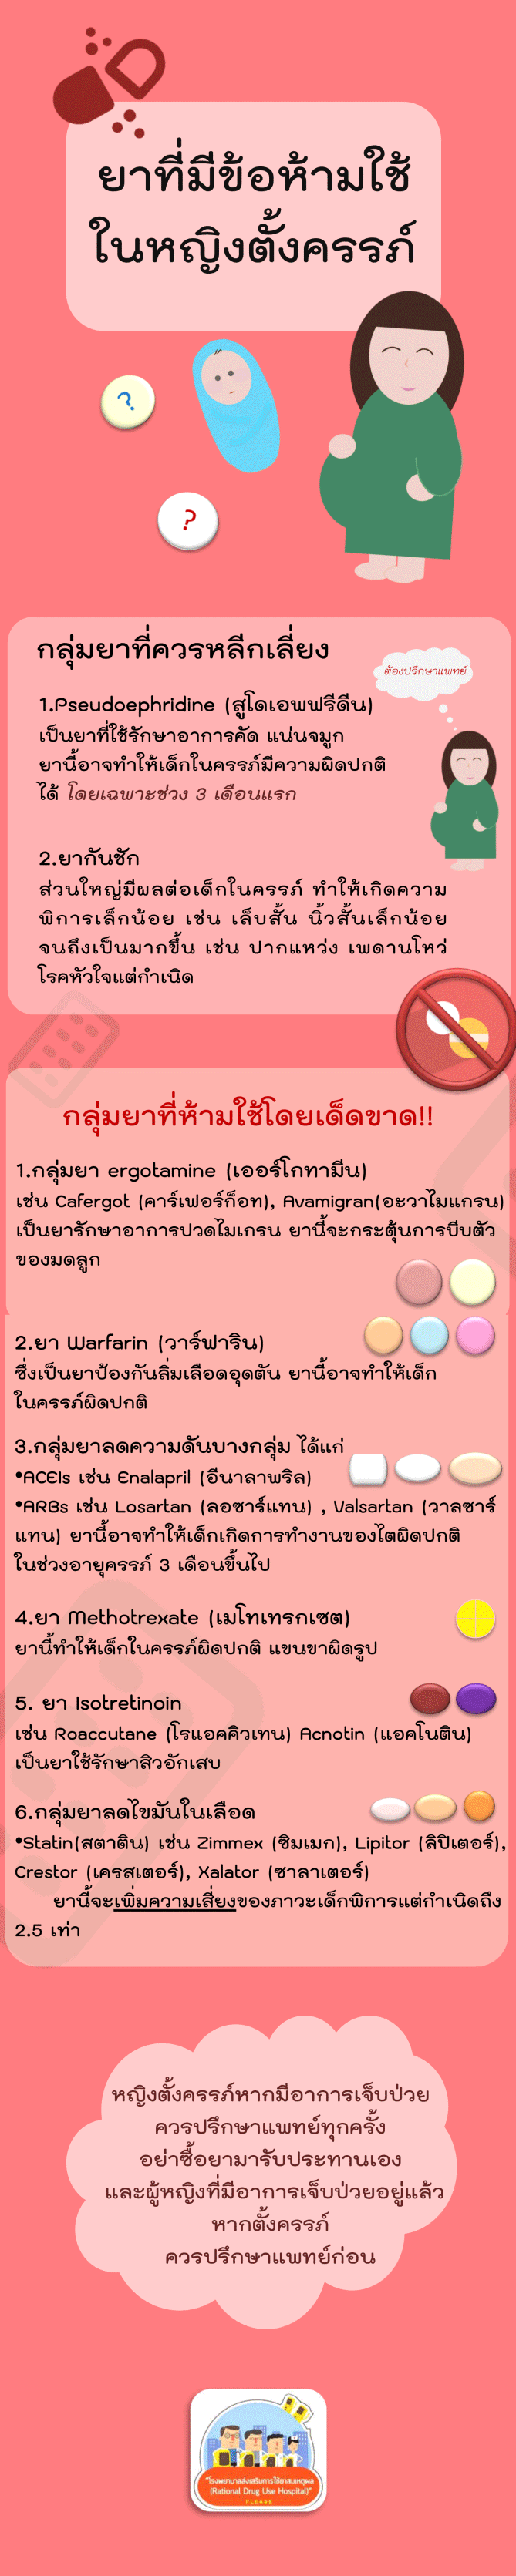 ยาที่มีข้อห้ามใช้
ในหญิงตั้งครรภ์
?
?
กลุ่มยาที่ควรหลีกเลี่ยง
ต้องปรึกษาแพทย์
1.Pseudoephridine (สูโดเอพฟรีดีน)
เป็นยาที่ใช้รักษาอาการคัด แน่นจมูก
ยานี้อาจทำให้เด็กในครรภ์มีความผิดปกติ
ได้ โดยเฉพาะช่วง 3 เดือนแรก
2.ยากันชัก
ส่วนใหญ่มีผลต่อเด็กในครรภ์ ทำให้เกิดความ
พิการเล็กน้อย เช่น เล็บสั้น นิ้วสั้นเล็กน้อย
จนถึงเป็นมากขึ้น เช่น ปากแหว่ง เพดานโหว่
โรคหัวใจแต่กำเนิด
กลุ่มยาที่ห้ามใช้โดยเด็ดขาด!!
1.กลุ่มยา ergotamine (เออร์โกทามีน)
เช่น Cafergot (คาร์เฟอร์ก็อท), Avamigran(อะวาไมแกรน)
เป็นยารักษาอาการปวดไมเกรน ยานี้จะกระตุ้นการบีบตัว
ของมดลูก
2.ยา Warfarin (วาร์ฟาริน)
ซึ่งเป็นยาป้องกันลิ่มเลือดอุดตัน ยานี้อาจทำให้เด็ก
ในครรภ์ผิดปกติ
3.กลุ่มยาลดความดันบางกลุ่ม ได้แก่
•ACEIs เช่น Enalapril (อีนาลาพริล)
•ARBs เช่น Losartan (ลอซาร์แทน) , Valsartan (วาลซาร์
แทน) ยานี้อาจทำให้เด็กเกิดการทำงานของไตผิดปกติ
ในช่วงอายุครรภ์ 3 เดือนขึ้นไป
4.ยา Methotrexate (เมโทเทรกเซต)
ยานี้ทำให้เด็กในครรภ์ผิดปกติ แขนขาผิดรูป
5. ยา Isotretinoin
เช่น Roaccutane (โรแอคคิวเทน) Acnotin (แอคโนติน)
เป็นยาใช้รักษาสิวอักเสบ
6.กลุ่มยาลดไขมันในเลือด
•Statin(สตาติน) เช่น Zimmex (ซิมเมก), Lipitor (ลิปิเตอร์),
Crestor (เครสเตอร์), Xalator (ซาลาเตอร์)
ยานี้จะเพิ่มความเสี่ยงของภาวะเด็กพิการแต่กำเนิดถึง
2.5 เท่า
หญิงตั้งครรภ์หากมีอาการเจ็บป่วย
ควรปรึกษาแพทย์ทุกครั้ง
อย่าซื้อยามารับประทานเอง
และผู้หญิงที่มีอาการเจ็บป่วยอยู่แล้ว
หากตั้งครรภ์
ควรปรึกษาแพทย์ก่อน
"โรงพยาบาลส่งเสริมการใช้ยาสมเหตุผล
(Rational Drug Use Hospital)"
PLEASE